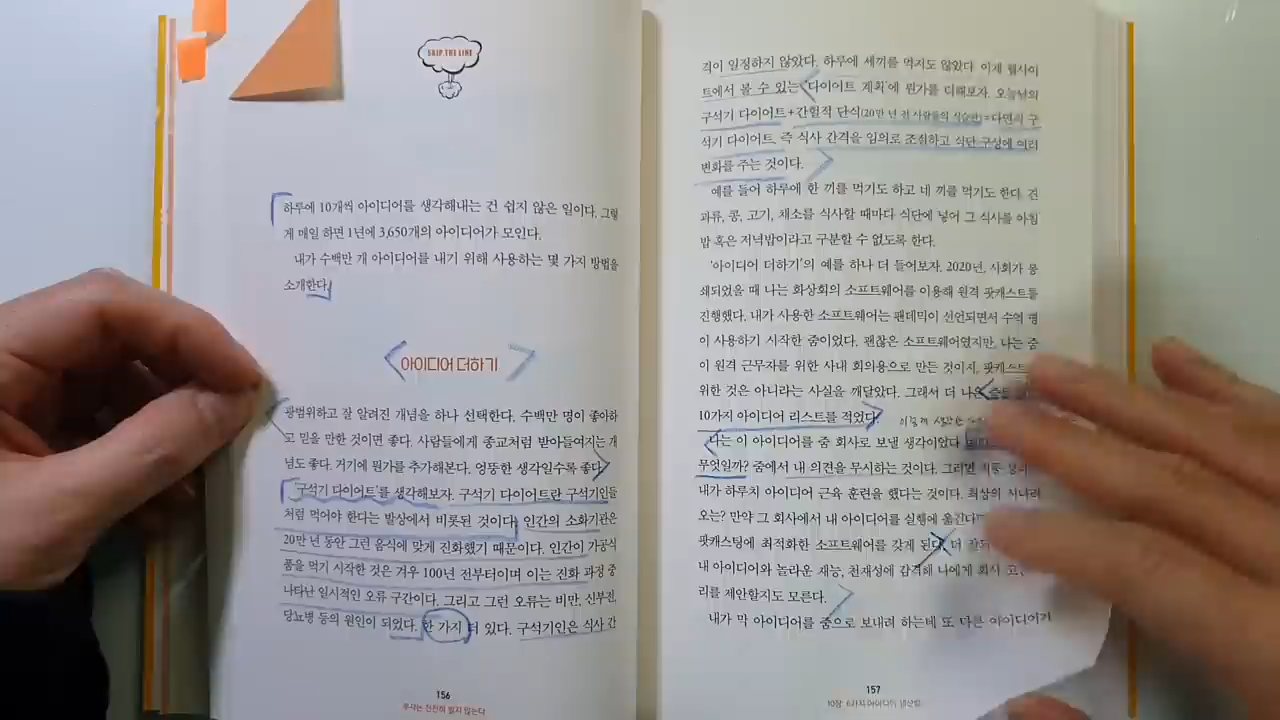 SKIP THE LINE
하루에 10개씩 아이디어를 생각해내는 건 쉽지 않은 일이다. 그렇
게 매일 하면 1년에 3,650개의 아이디어가 모인다.
내가 수백만 개 아이디어를 내기 위해 사용하는 몇 가지 방법을
소개한다.
아이디어 더하기
광범위하고 잘 알려진 개념을 하나 선택한다. 수백만 명이 좋아하
고 믿을 만한 것이면 좋다. 사람들에게 종교처럼 받아들여지는 개
념도 좋다. 거기에 뭔가를 추가해본다. 엉뚱한 생각일수록 좋다.
'구석기 다이어트'를 생각해보자. 구석기 다이어트란 구석기인들
처럼 먹어야 한다는 발상에서 비롯된 것이다. 인간의 소화기관은
20만 년 동안 그런 음식에 맞게 진화했기 때문이다. 인간이 가공식
품을 먹기 시작한 것은 겨우 100년 전부터이며 이는 진화 과정 중
나타난 일시적인 오류 구간이다. 그리고 그런 오류는 비만, 신부전,
당뇨병 등의 원인이 되었다. 한 가지 더 있다. 구석기인은 식사 간
156
격이 일정하지 않았다. 하루에 세끼를 먹지도 않았다. 이제 웹사이
트에서 볼 수 있는 '다이어트 계획'에 뭔가를 더해보자. 오늘날의
구석기 다이어트 + 간헐적 단식(20만 년 전 사람들의 식습관) = 다면적 구
석기 다이어트. 즉 식사 간격을 임의로 조절하고 식단 구성에 여러
변화를 주는 것이다.
예를 들어 하루에 한 끼를 먹기도 하고 네 끼를 먹기도 한다. 견
과류, 콩, 고기, 채소를 식사할 때마다 식단에 넣어 그 식사를 아침
밥 혹은 저녁밥이라고 구분할 수 없도록 한다.
'아이디어 더하기'의 예를 하나 더 들어보자. 2020년, 사회가 봉
쇄되었을 때 나는 화상회의 소프트웨어를 이용해 원격 팟캐스트를
진행했다. 내가 사용한 소프트웨어는 팬데믹이 선언되면서 수억 명
이 사용하기 시작한 줌이었다. 괜찮은 소프트웨어였지만, 나는 줌
이 원격 근무자를 위한 사내 회의용으로 만든 것이지, 팟캐스트
위한 것은 아니라는 사실을 깨달았다. 그래서 더 나은
10가지 아이디어 리스트를 적었다.
나는 이 아이디어를 줌 회사로 보낼 생각이었다.
무엇일까? 줌에서 내 의견을 무시하는 것이다. 그러면
내가 하루치 아이디어 근육 훈련을 했다는 것이다. 최상의 시나리
오는? 만약 그 회사에서 내 아이디어를 실행에 옮긴다
팟캐스팅에 최적화한 소프트웨어를 갖게 된다. 더
내 아이디어와 놀라운 재능, 천재성에 감격해 나에게 회사
리를 제안할지도 모른다.
내가 막 아이디어를 줌으로 보내려 하는데 또 다른 아이디어가
157